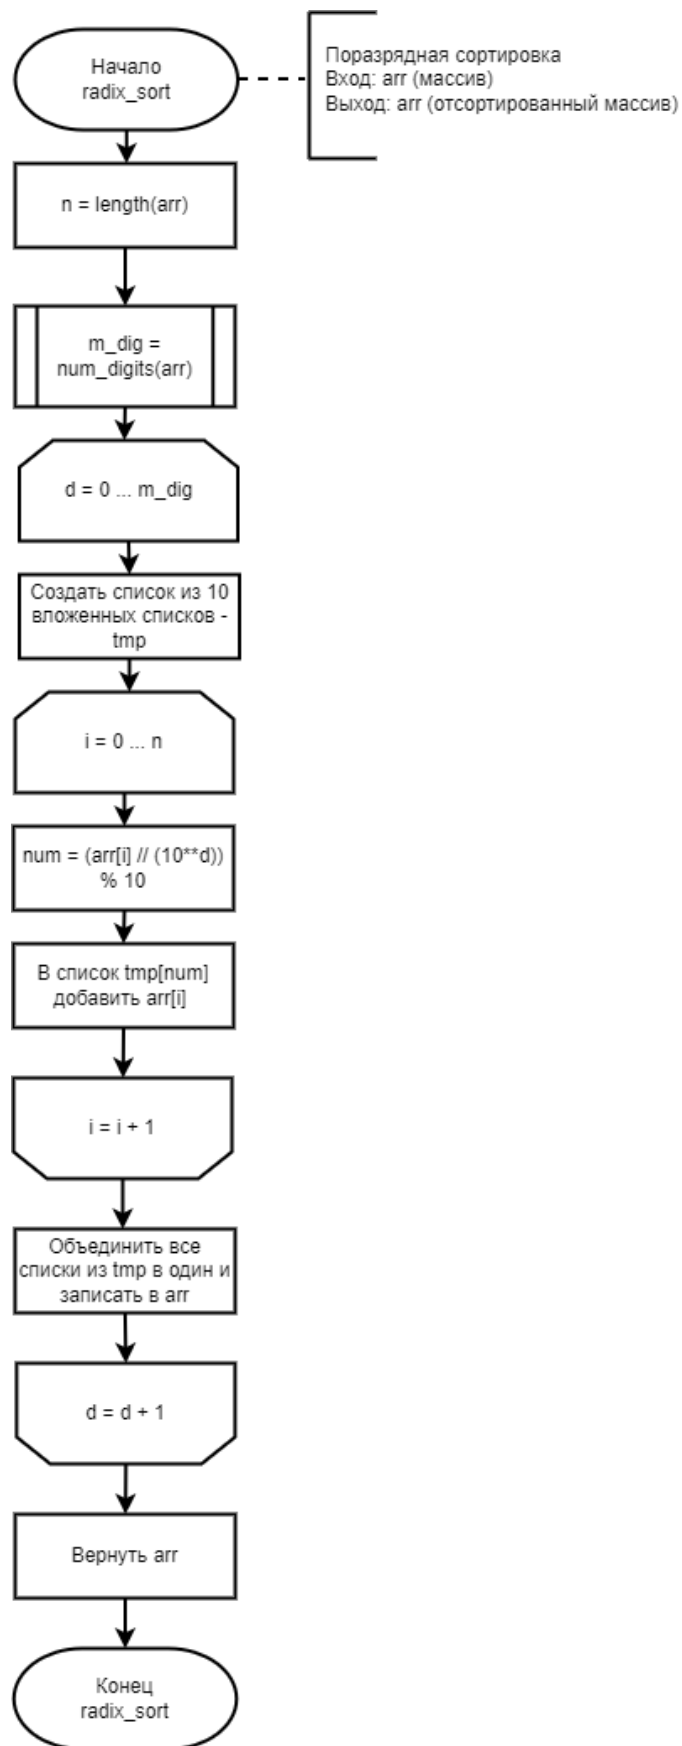 Начало
radix_sort
Поразрядная сортировка
Вход: arr (массив)
Выход: arr (отсортированный массив)
n = length(arr)
m_dig =
num_digits(arr)
d = 0 ... m_dig
Создать список из 10
вложенных списков -
tmp
i = 0 ... n
num = (arr[i] // (10**d))
% 10
В список tmp[num]
добавить arr[i]
i = i + 1
Объединить все
списки из tmp в один и
записать в arr
d = d + 1
Вернуть arr
Конец
radix_sort